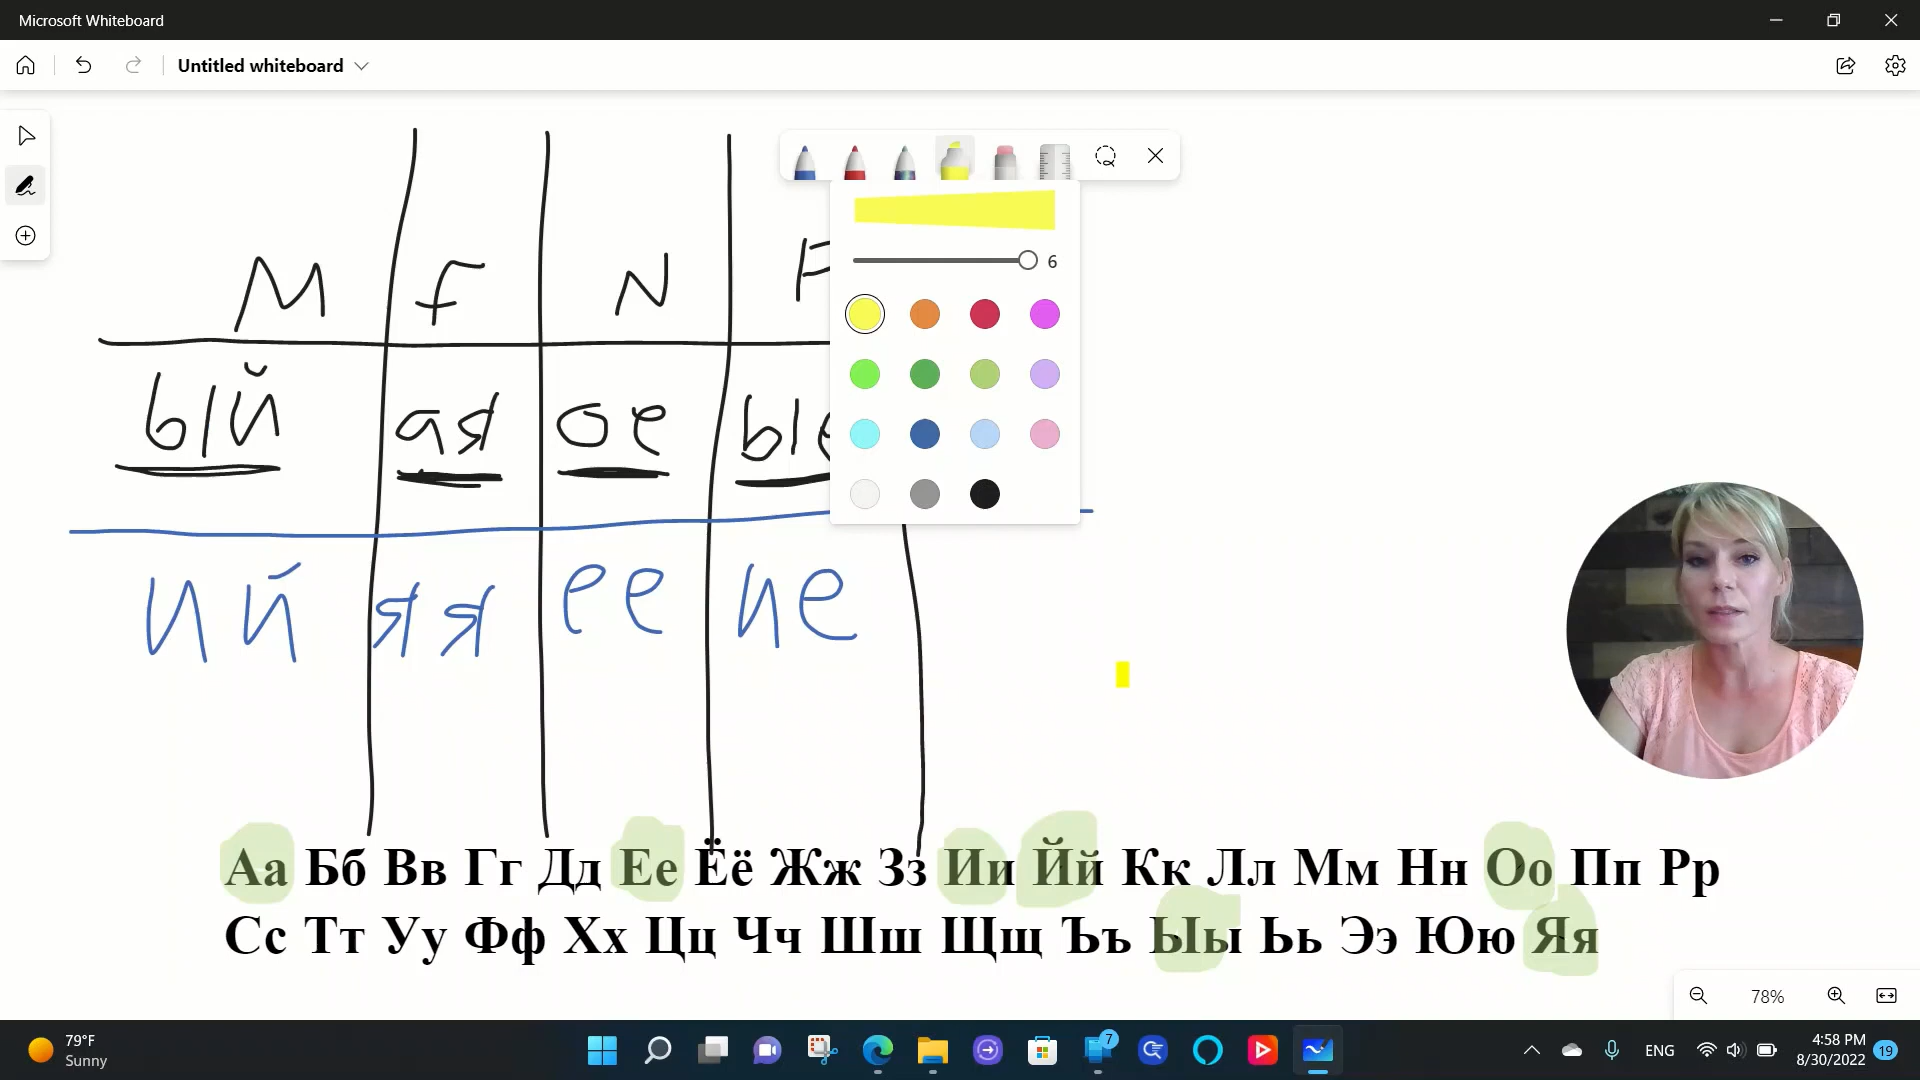 Microsoft Whiteboard
Untitled whiteboard
6
M f N
ый ая ое
ий яя ее ие
Аа Бб Вв Гг Дд Ее Ёё Жж Зз Ии Йй Кк Лл Мм Нн Оо Пп Рр
Сс Тт Уу Фф Хх Цц Чч Шш Щщ Ъъ Ыы Ьь Ээ Юю Яя
78%
79°F
Sunny
7
ENG
4:58 PM
8/30/2022
19